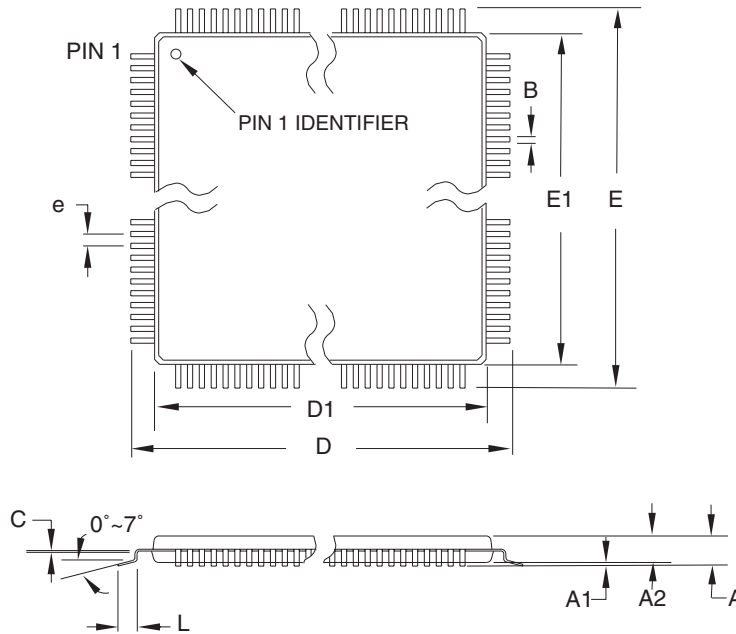 PIN 1
PIN 1 IDENTIFIER
B
e
E1
E
D1
D
C
0°~7°
L
A1
A2
A